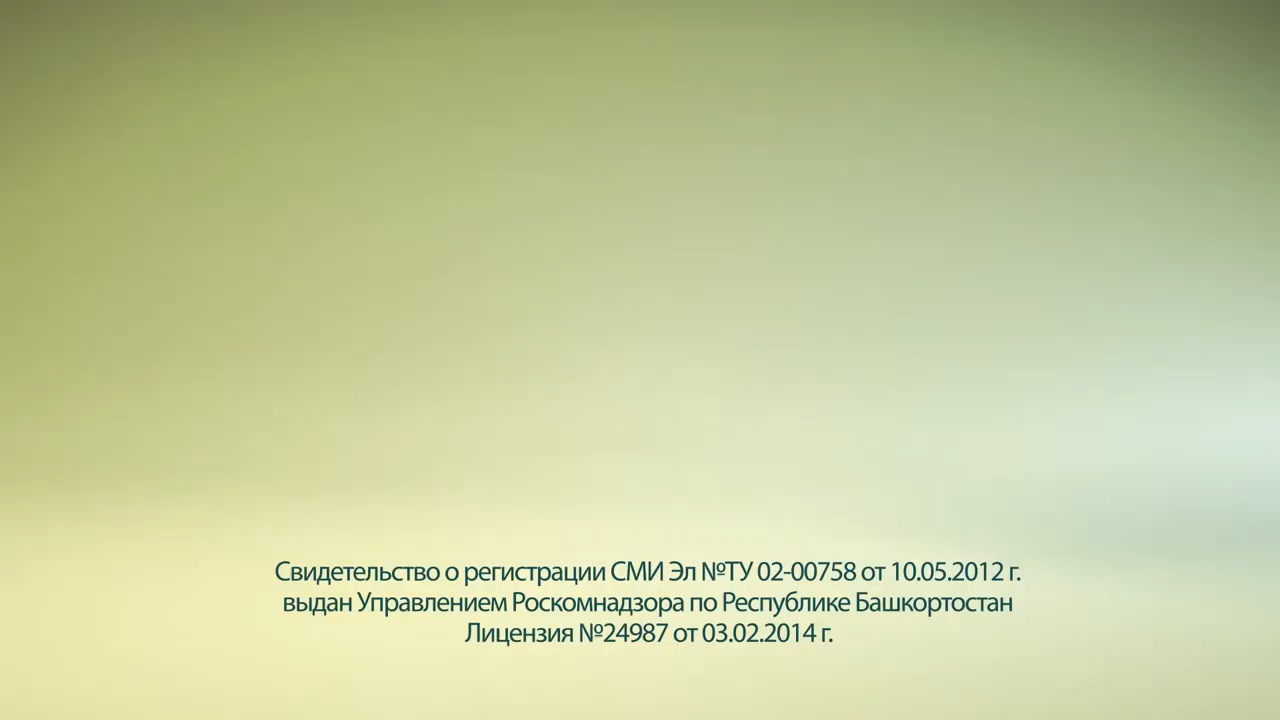 Свидетельство о регистрации СМИ Эл №ТУ 02-00758 от 10.05.2012 г.
выдан Управлением Роскомнадзора по Республике Башкортостан
Лицензия №24987 от 03.02.2014 г.